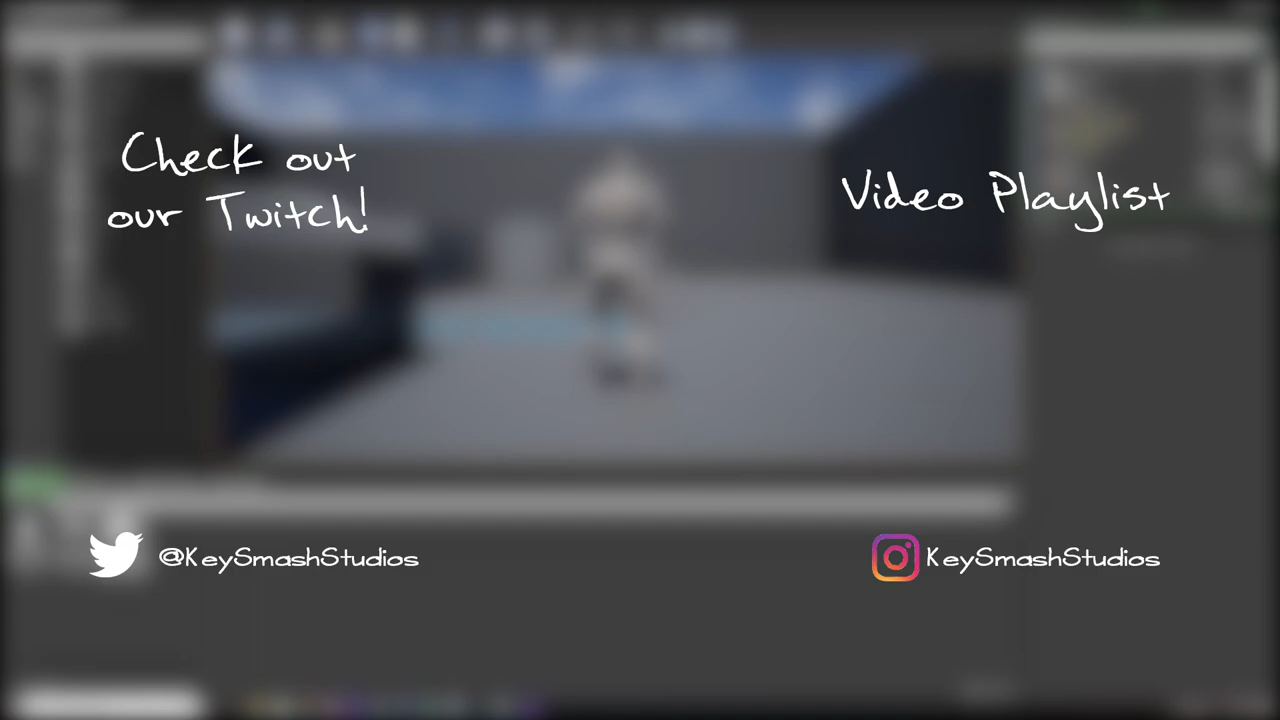 Check out
our Twitch!
Video Playlist
@KeySmashStudios
KeySmashStudios